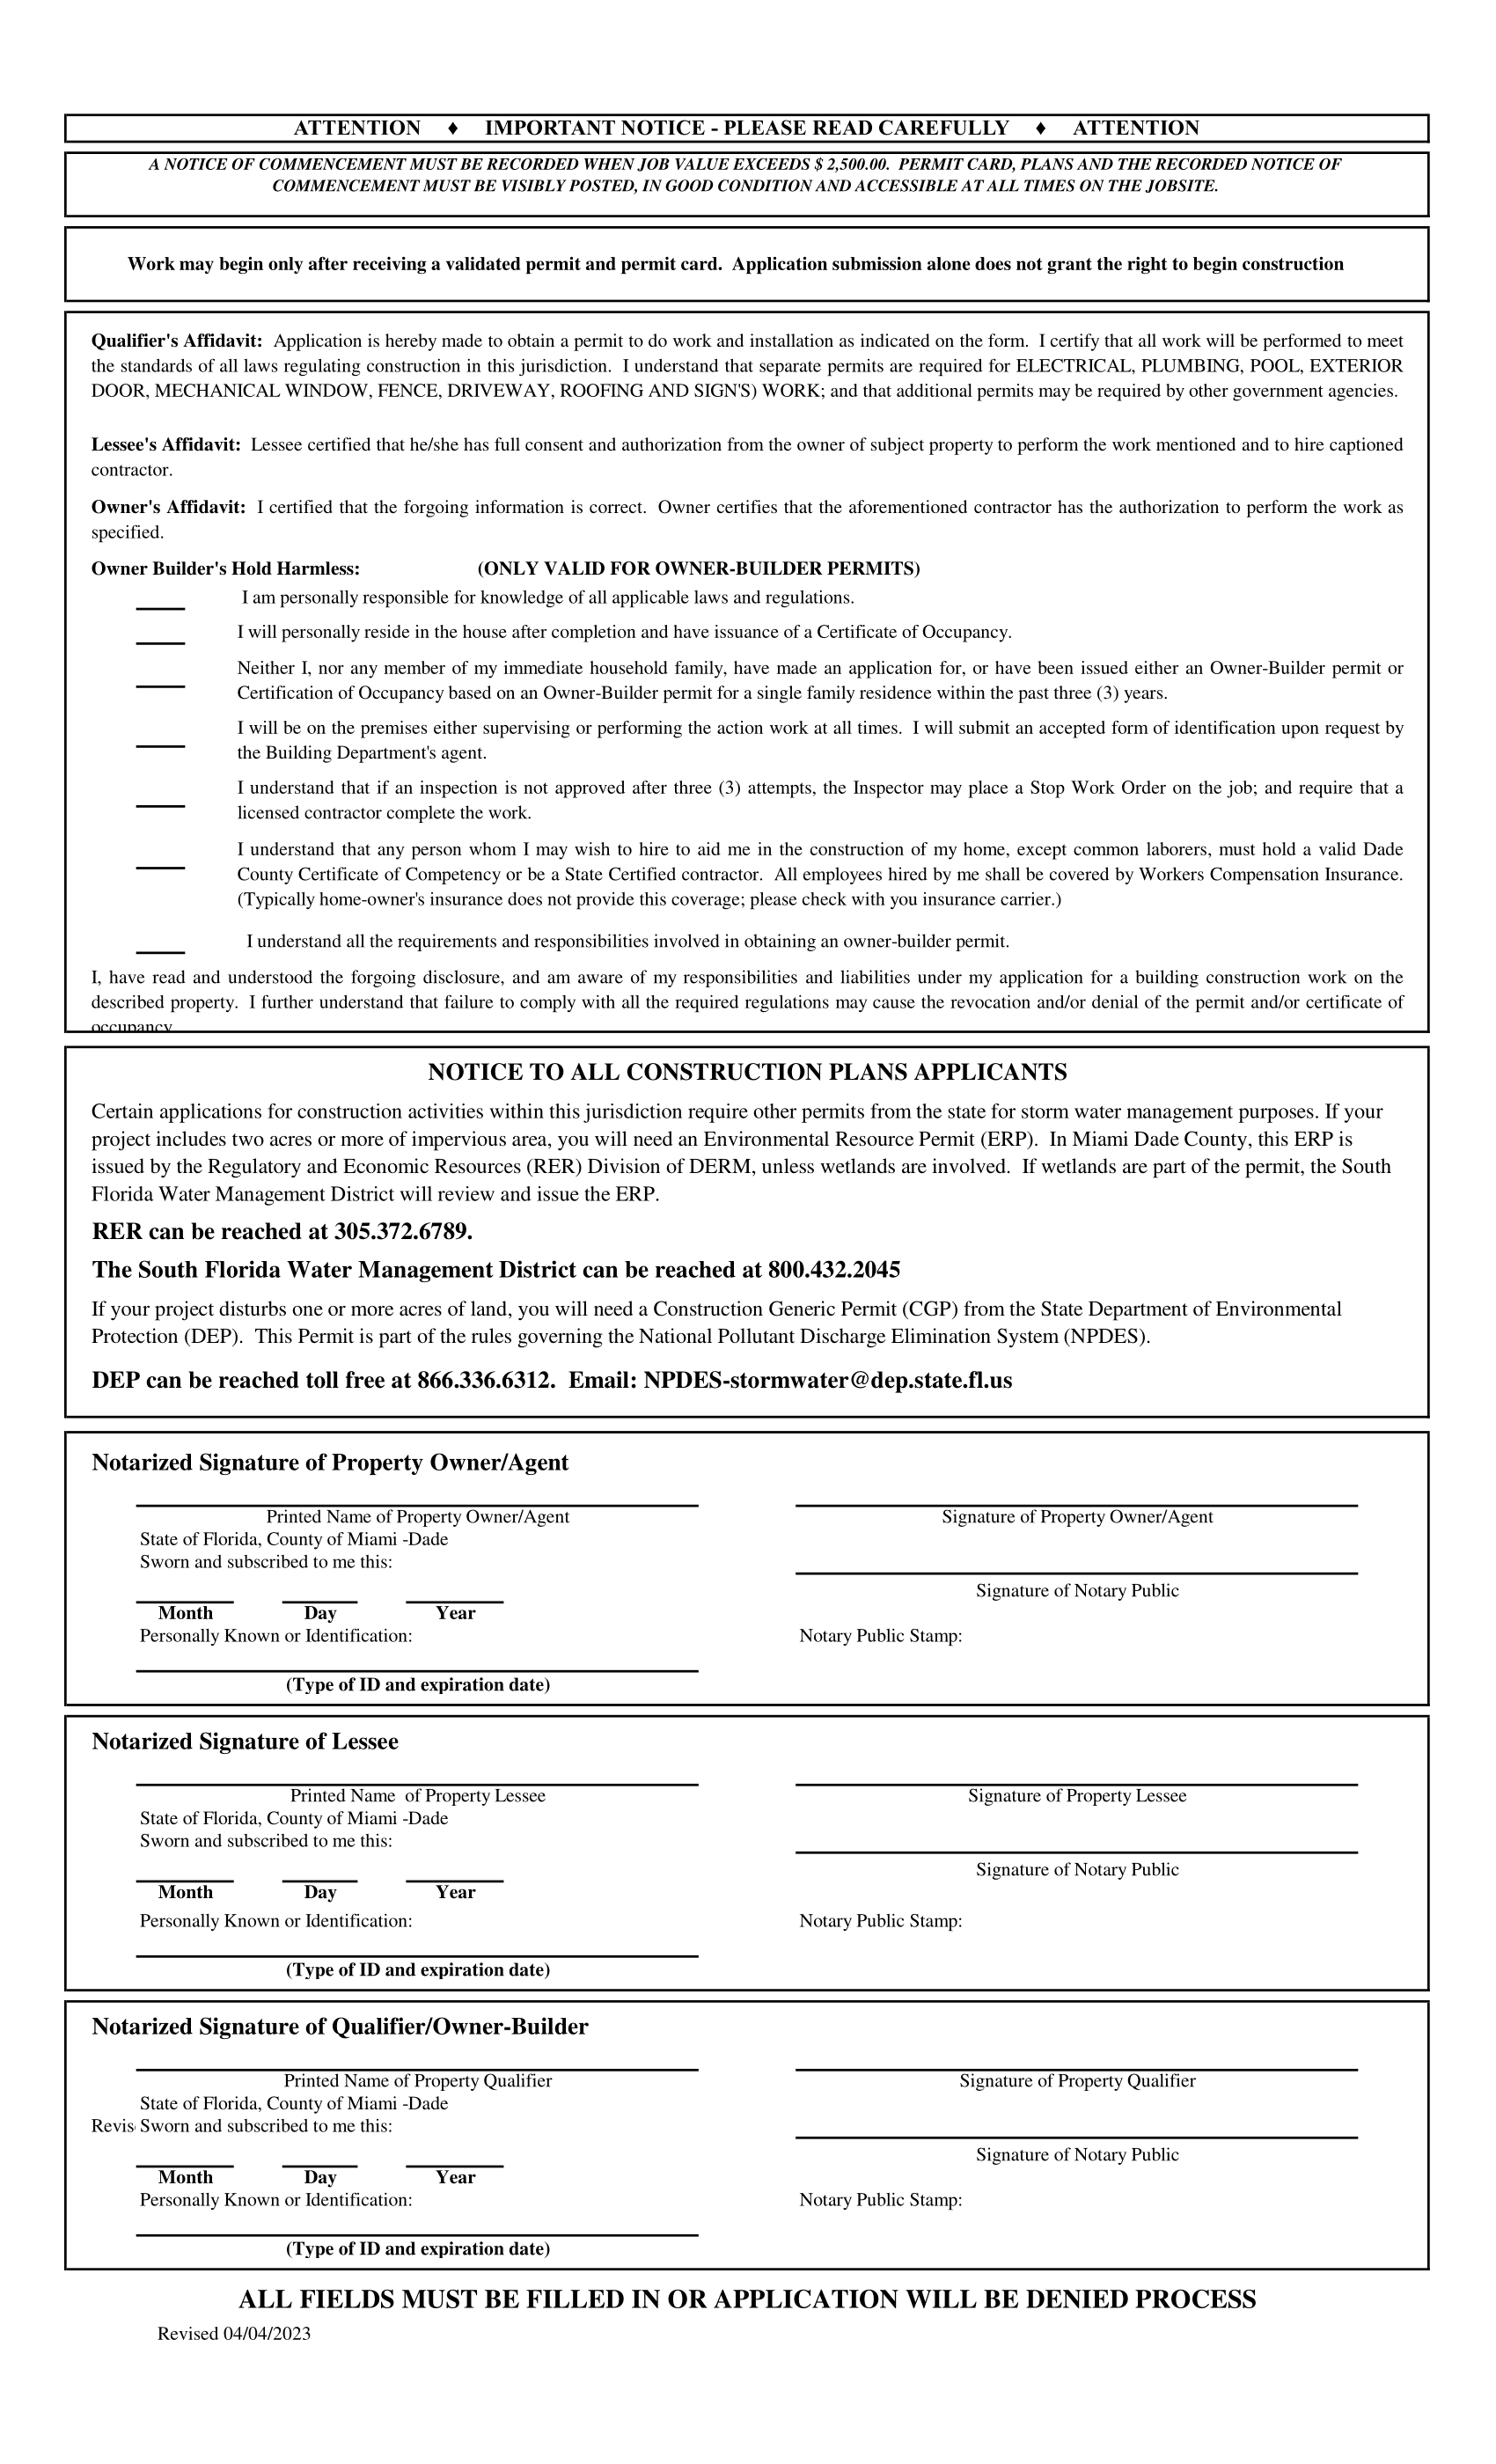 ATTENTION ♦ IMPORTANT NOTICE - PLEASE READ CAREFULLY ♦ ATTENTION
A NOTICE OF COMMENCEMENT MUST BE RECORDED WHEN JOB VALUE EXCEEDS $ 2,500.00. PERMIT CARD, PLANS AND THE RECORDED NOTICE OF
COMMENCEMENT MUST BE VISIBLY POSTED, IN GOOD CONDITION AND ACCESSIBLE AT ALL TIMES ON THE JOBSITE.
Work may begin only after receiving a validated permit and permit card. Application submission alone does not grant the right to begin construction
Qualifier's Affidavit: Application is hereby made to obtain a permit to do work and installation as indicated on the form. I certify that all work will be performed to meet
the standards of all laws regulating construction in this jurisdiction. I understand that separate permits are required for ELECTRICAL, PLUMBING, POOL, EXTERIOR
DOOR, MECHANICAL WINDOW, FENCE, DRIVEWAY, ROOFING AND SIGN'S) WORK; and that additional permits may be required by other government agencies.
Lessee's Affidavit: Lessee certified that he/she has full consent and authorization from the owner of subject property to perform the work mentioned and to hire captioned
contractor.
Owner's Affidavit: I certified that the forgoing information is correct. Owner certifies that the aforementioned contractor has the authorization to perform the work as
specified.
Owner Builder's Hold Harmless: (ONLY VALID FOR OWNER-BUILDER PERMITS)
I am personally responsible for knowledge of all applicable laws and regulations.
I will personally reside in the house after completion and have issuance of a Certificate of Occupancy.
Neither I, nor any member of my immediate household family, have made an application for, or have been issued either an Owner-Builder permit or
Certification of Occupancy based on an Owner-Builder permit for a single family residence within the past three (3) years.
I will be on the premises either supervising or performing the action work at all times. I will submit an accepted form of identification upon request by
the Building Department's agent.
I understand that if an inspection is not approved after three (3) attempts, the Inspector may place a Stop Work Order on the job; and require that a
licensed contractor complete the work.
I understand that any person whom I may wish to hire to aid me in the construction of my home, except common laborers, must hold a valid Dade
County Certificate of Competency or be a State Certified contractor. All employees hired by me shall be covered by Workers Compensation Insurance.
(Typically home-owner's insurance does not provide this coverage; please check with you insurance carrier.)
I understand all the requirements and responsibilities involved in obtaining an owner-builder permit.
I, have read and understood the forgoing disclosure, and am aware of my responsibilities and liabilities under my application for a building construction work on the
described property. I further understand that failure to comply with all the required regulations may cause the revocation and/or denial of the permit and/or certificate of
occupancy
NOTICE TO ALL CONSTRUCTION PLANS APPLICANTS
Certain applications for construction activities within this jurisdiction require other permits from the state for storm water management purposes. If your
project includes two acres or more of impervious area, you will need an Environmental Resource Permit (ERP). In Miami Dade County, this ERP is
issued by the Regulatory and Economic Resources (RER) Division of DERM, unless wetlands are involved. If wetlands are part of the permit, the South
Florida Water Management District will review and issue the ERP.
RER can be reached at 305.372.6789.
The South Florida Water Management District can be reached at 800.432.2045
If your project disturbs one or more acres of land, you will need a Construction Generic Permit (CGP) from the State Department of Environmental
Protection (DEP). This Permit is part of the rules governing the National Pollutant Discharge Elimination System (NPDES).
DEP can be reached toll free at 866.336.6312. Email: NPDES-stormwater@dep.state.fl.us
Notarized Signature of Property Owner/Agent
Printed Name of Property Owner/Agent Signature of Property Owner/Agent
State of Florida, County of Miami -Dade
Sworn and subscribed to me this:
Signature of Notary Public
Month Day Year
Personally Known or Identification: Notary Public Stamp:
(Type of ID and expiration date)
Notarized Signature of Lessee
Printed Name of Property Lessee Signature of Property Lessee
State of Florida, County of Miami -Dade
Sworn and subscribed to me this:
Signature of Notary Public
Month Day Year
Personally Known or Identification: Notary Public Stamp:
(Type of ID and expiration date)
Notarized Signature of Qualifier/Owner-Builder
Printed Name of Property Qualifier Signature of Property Qualifier
State of Florida, County of Miami -Dade
Revis Sworn and subscribed to me this:
Signature of Notary Public
Month Day Year
Personally Known or Identification: Notary Public Stamp:
(Type of ID and expiration date)
ALL FIELDS MUST BE FILLED IN OR APPLICATION WILL BE DENIED PROCESS
Revised 04/04/2023